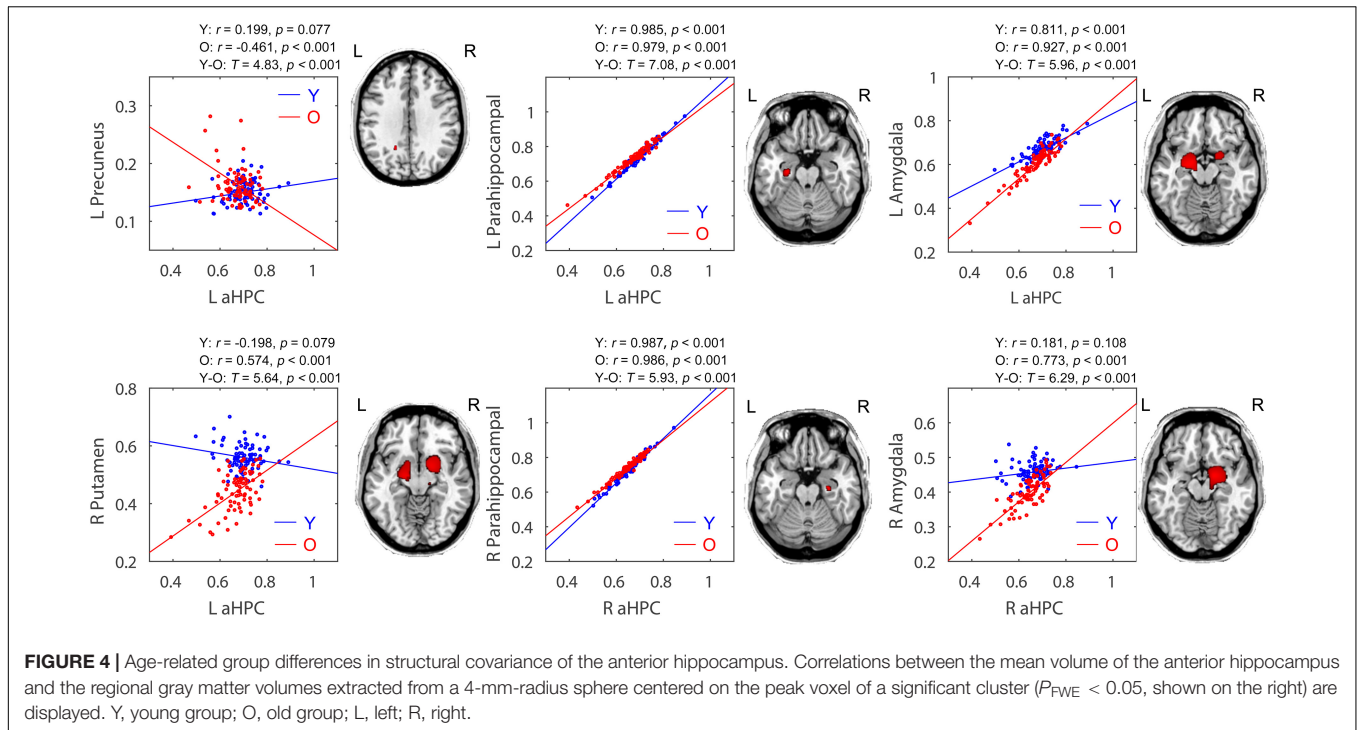 Y: r = 0.199, p = 0.077
O: r = -0.461, p < 0.001
Y-O: T = 4.83, p < 0.001
L R
Y
O
0.3
0.2
0.1
L Precuneus
0.4 0.6 0.8 1
L aHPC
Y: r = 0.985, p < 0.001
O: r = 0.979, p < 0.001
Y-O: T = 7.08, p < 0.001
L R
1
0.8
0.6
0.4
0.2
L Parahippocampal
Y
O
0.4 0.6 0.8 1
L aHPC
Y: r = 0.811, p < 0.001
O: r = 0.927, p < 0.001
Y-O: T = 5.96, p < 0.001
L R
1
0.8
0.6
0.4
0.2
L Amygdala
Y
O
0.4 0.6 0.8 1
L aHPC
Y: r = -0.198, p = 0.079
O: r = 0.574, p < 0.001
Y-O: T = 5.64, p < 0.001
L R
0.8
0.6
0.4
0.2
R Putamen
Y
O
0.4 0.6 0.8 1
L aHPC
Y: r = 0.987, p < 0.001
O: r = 0.986, p < 0.001
Y-O: T = 5.93, p < 0.001
L R
1
0.8
0.6
0.4
0.2
R Parahippocampal
Y
O
0.4 0.6 0.8 1
R aHPC
Y: r = 0.181, p = 0.108
O: r = 0.773, p < 0.001
Y-O: T = 6.29, p < 0.001
L R
0.6
0.5
0.4
0.3
0.2
R Amygdala
Y
O
0.4 0.6 0.8 1
R aHPC
FIGURE 4 | Age-related group differences in structural covariance of the anterior hippocampus. Correlations between the mean volume of the anterior hippocampus
and the regional gray matter volumes extracted from a 4-mm-radius sphere centered on the peak voxel of a significant cluster (PFWE < 0.05, shown on the right) are
displayed. Y, young group; O, old group; L, left; R, right.